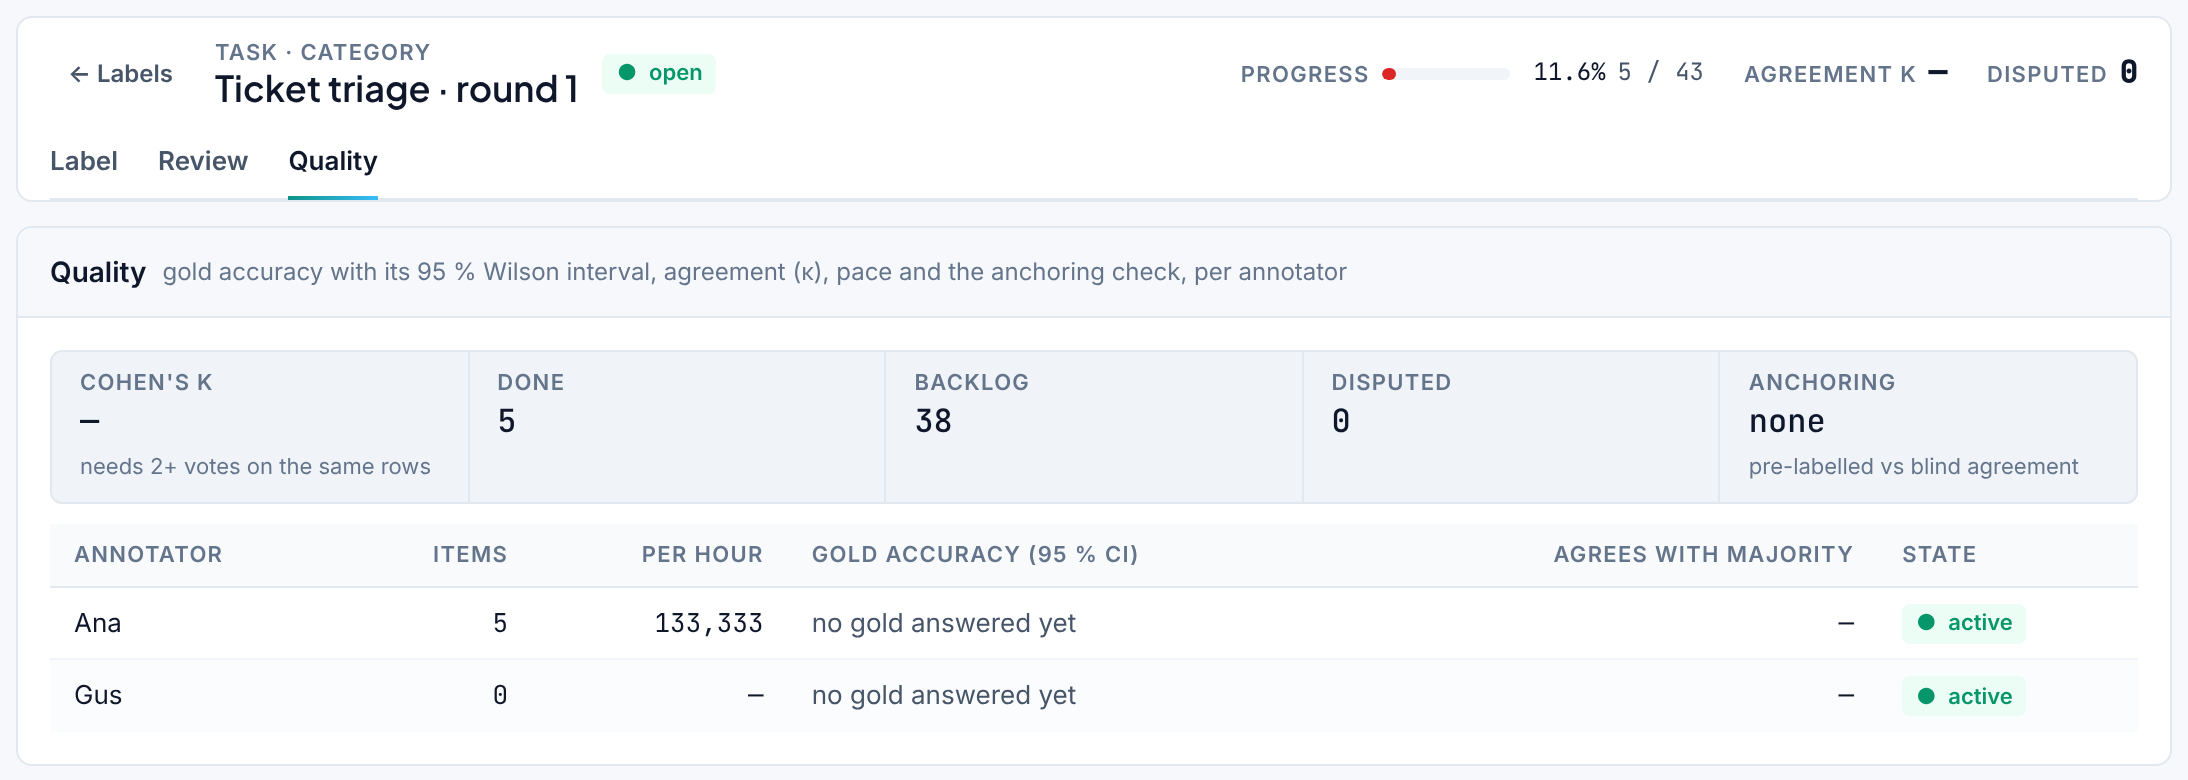 ← Labels
TASK · CATEGORY
Ticket triage · round 1
open
PROGRESS 11.6% 5 / 43 AGREEMENT K — DISPUTED 0
Label Review Quality
Quality gold accuracy with its 95 % Wilson interval, agreement (κ), pace and the anchoring check, per annotator
COHEN'S K
—
needs 2+ votes on the same rows
DONE
5
BACKLOG
38
DISPUTED
0
ANCHORING
none
pre-labelled vs blind agreement
ANNOTATOR ITEMS PER HOUR GOLD ACCURACY (95 % CI) AGREES WITH MAJORITY STATE
Ana 5 133,333 no gold answered yet — active
Gus 0 — no gold answered yet — active